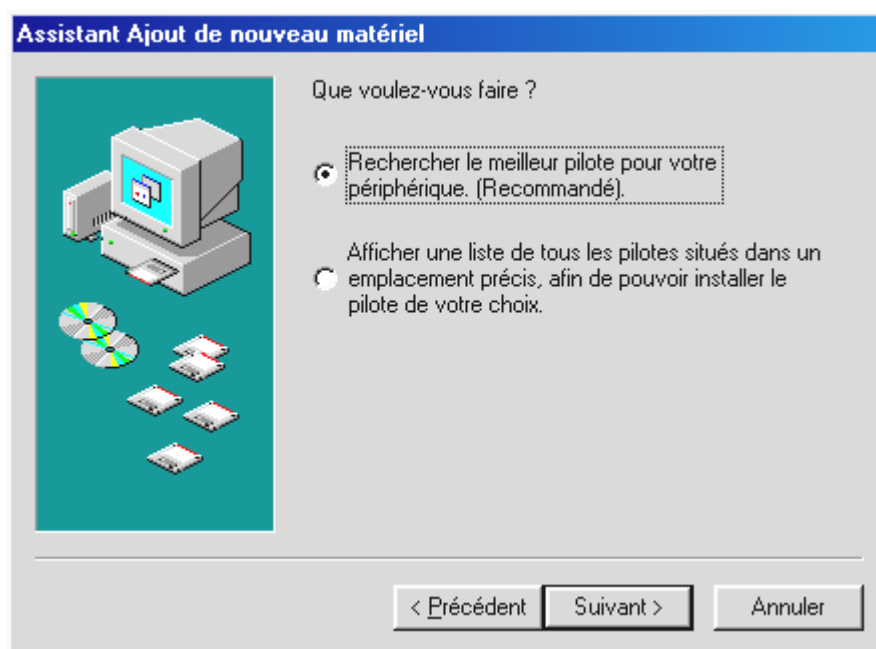 Assistant Ajout de nouveau matériel
Que voulez-vous faire ?
Rechercher le meilleur pilote pour votre
périphérique. (Recommandé).
Afficher une liste de tous les pilotes situés dans un
emplacement précis, afin de pouvoir installer le
pilote de votre choix.
< Précédent
Suivant >
Annuler